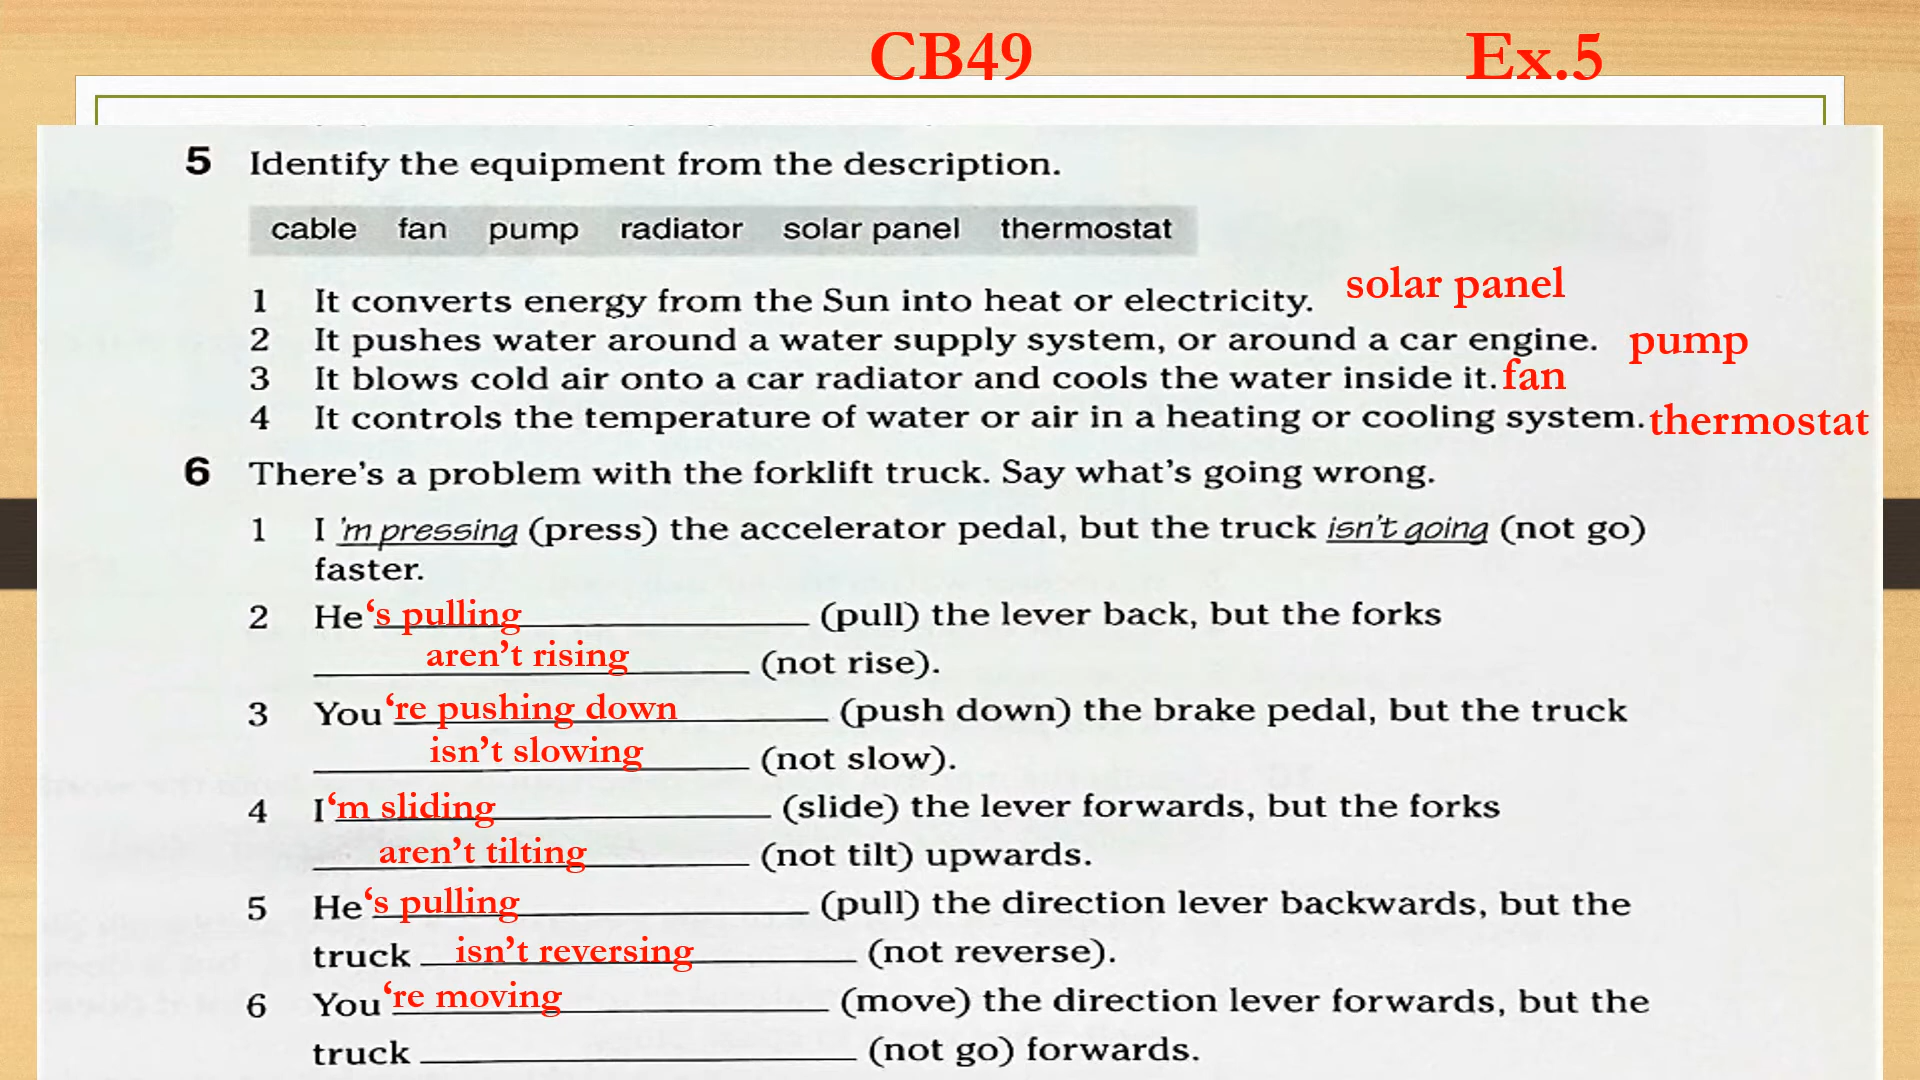 CB49 Ex.5
5 Identify the equipment from the description.
cable fan pump radiator solar panel thermostat
1 It converts energy from the Sun into heat or electricity. solar panel
2 It pushes water around a water supply system, or around a car engine. pump
3 It blows cold air onto a car radiator and cools the water inside it. fan
4 It controls the temperature of water or air in a heating or cooling system. thermostat
6 There's a problem with the forklift truck. Say what's going wrong.
1 I 'm pressing (press) the accelerator pedal, but the truck isn't going (not go)
faster.
2 He ‘s pulling (pull) the lever back, but the forks
aren’t rising (not rise).
3 You ‘re pushing down (push down) the brake pedal, but the truck
isn’t slowing (not slow).
4 I ‘m sliding (slide) the lever forwards, but the forks
aren’t tilting (not tilt) upwards.
5 He ‘s pulling (pull) the direction lever backwards, but the
truck isn’t reversing (not reverse).
6 You ‘re moving (move) the direction lever forwards, but the
truck ____ (not go) forwards.